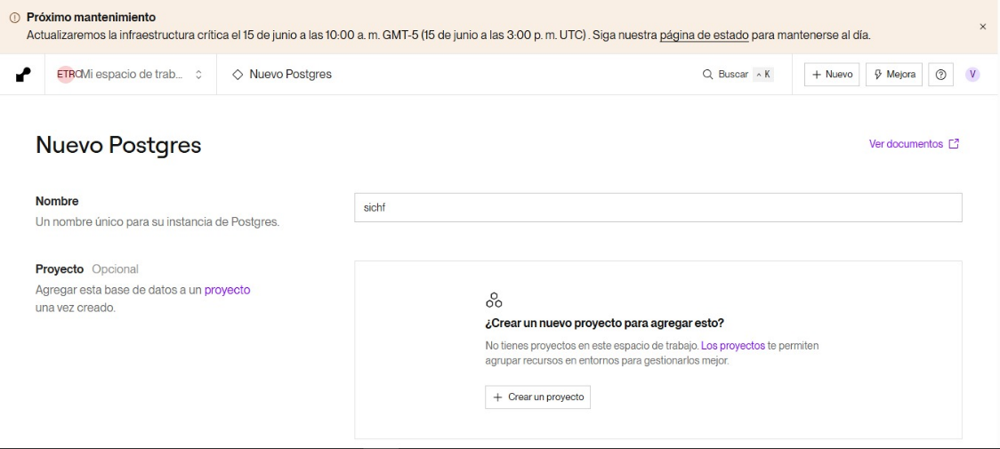 Próximo mantenimiento
Actualizaremos la infraestructura crítica el 15 de junio a las 10:00 a. m. GMT-5 (15 de junio a las 3:00 p. m. UTC) . Siga nuestra página de estado para mantenerse al día.
ETRO Mi espacio de trab... Nuevo Postgres Buscar K + Nuevo Mejora V
Nuevo Postgres Ver documentos
Nombre
Un nombre único para su instancia de Postgres.
sichf
Proyecto Opcional
Agregar esta base de datos a un proyecto
una vez creado.
¿Crear un nuevo proyecto para agregar esto?
No tienes proyectos en este espacio de trabajo. Los proyectos te permiten
agrupar recursos en entornos para gestionarlos mejor.
+ Crear un proyecto